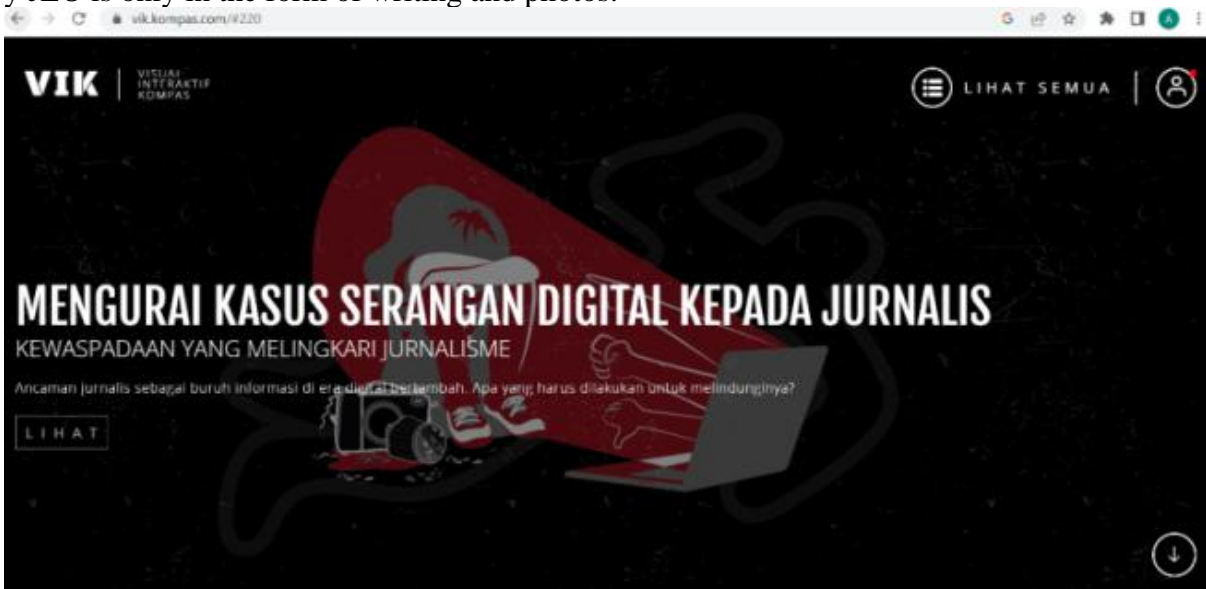 y JEO is only in the form of writing and photos.
vik.kompas.com/#220
VIK
VISUAL
INTERAKTIF
KOMPAS
LIHAT SEMUA
MENGURAI KASUS SERANGAN DIGITAL KEPADA JURNALIS
KEWASPADAAN YANG MELINGKARI JURNALISME
Ancaman jurnalis sebagai buruh informasi di era digital bertambah. Apa yang harus dilakukan untuk melindunginya?
LIHAT